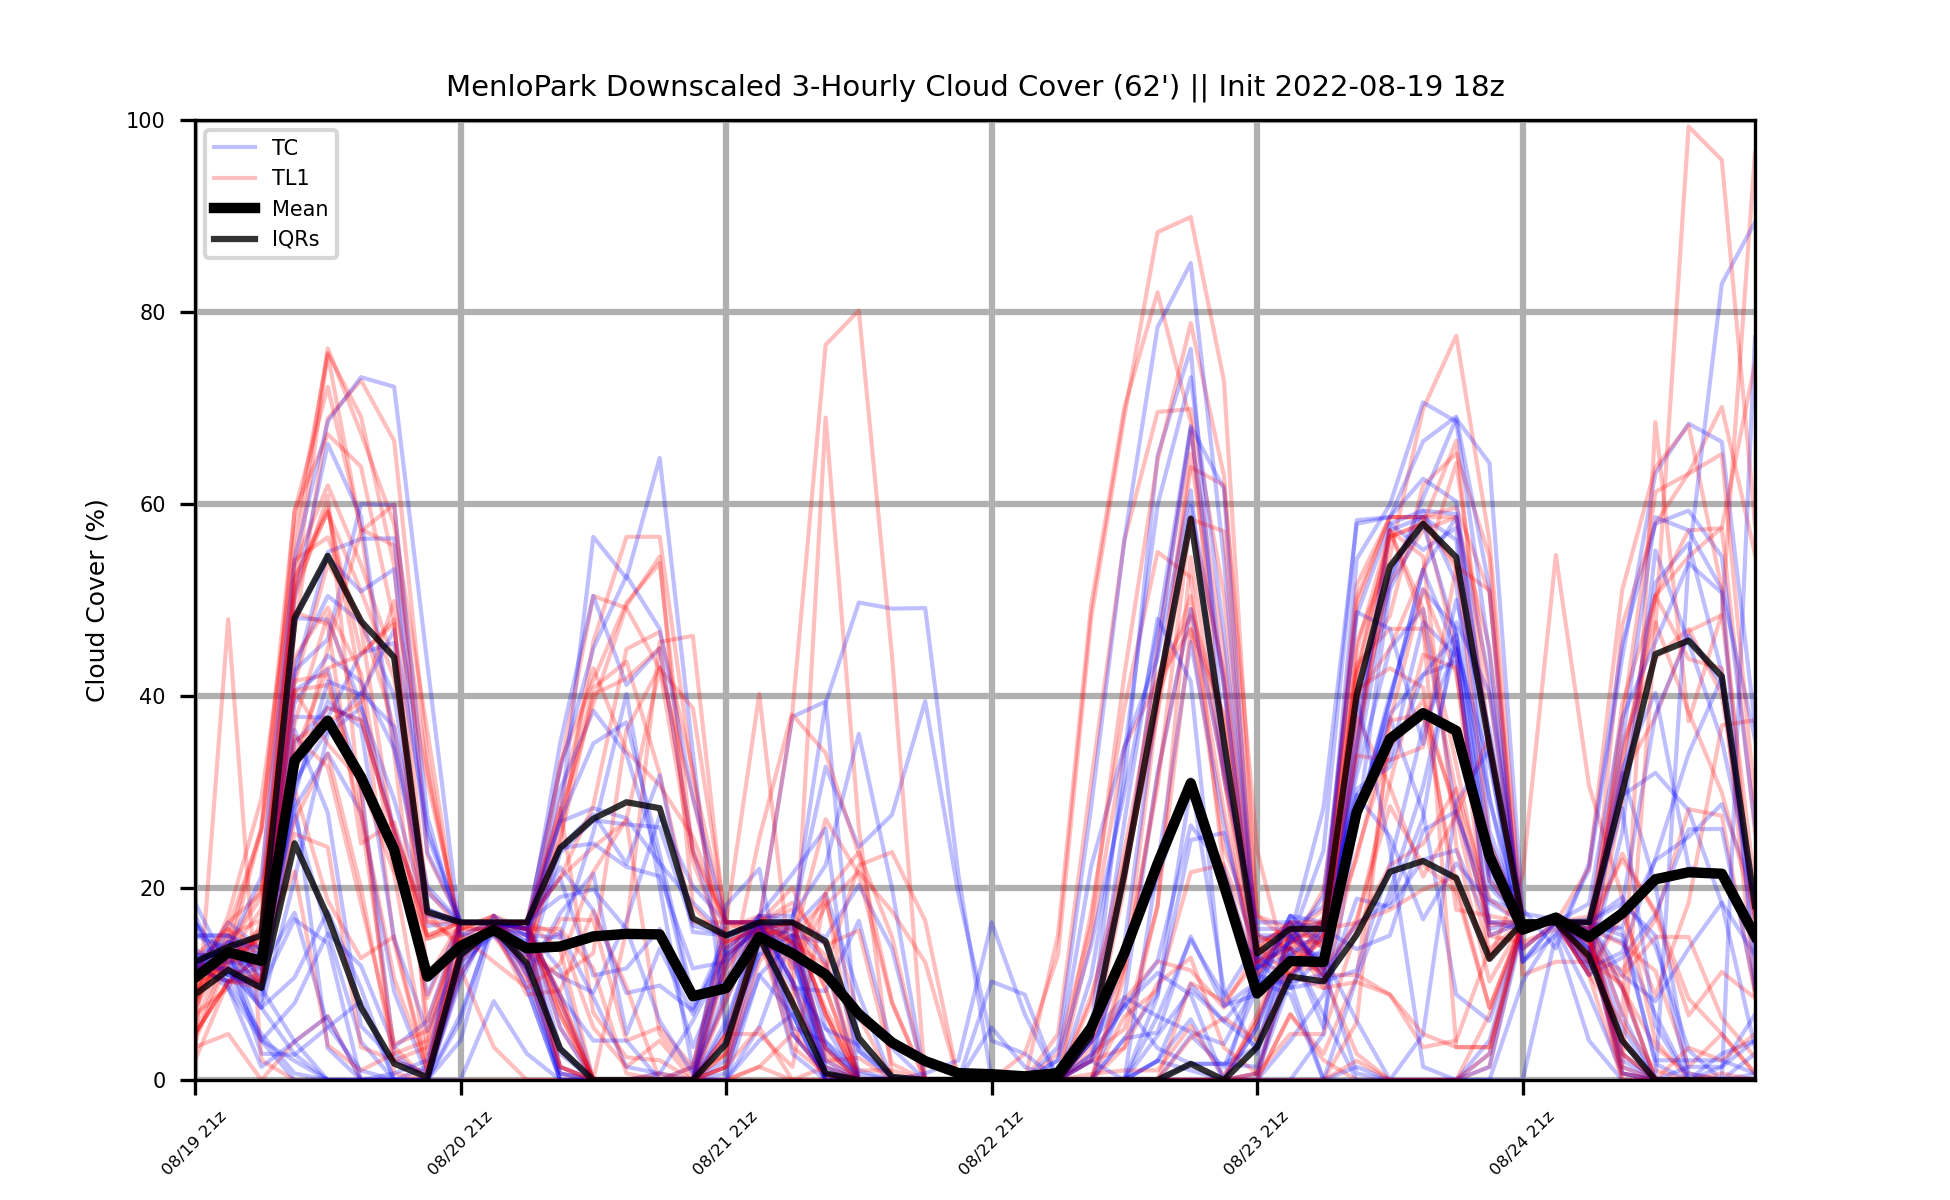 MenloPark Downscaled 3-Hourly Cloud Cover (62') || Init 2022-08-19 18z
100
80
60
40
20
0
Cloud Cover (%)
TC
TL1
Mean
IQRs
08/19 21z
08/20 21z
08/21 21z
08/22 21z
08/23 21z
08/24 21z